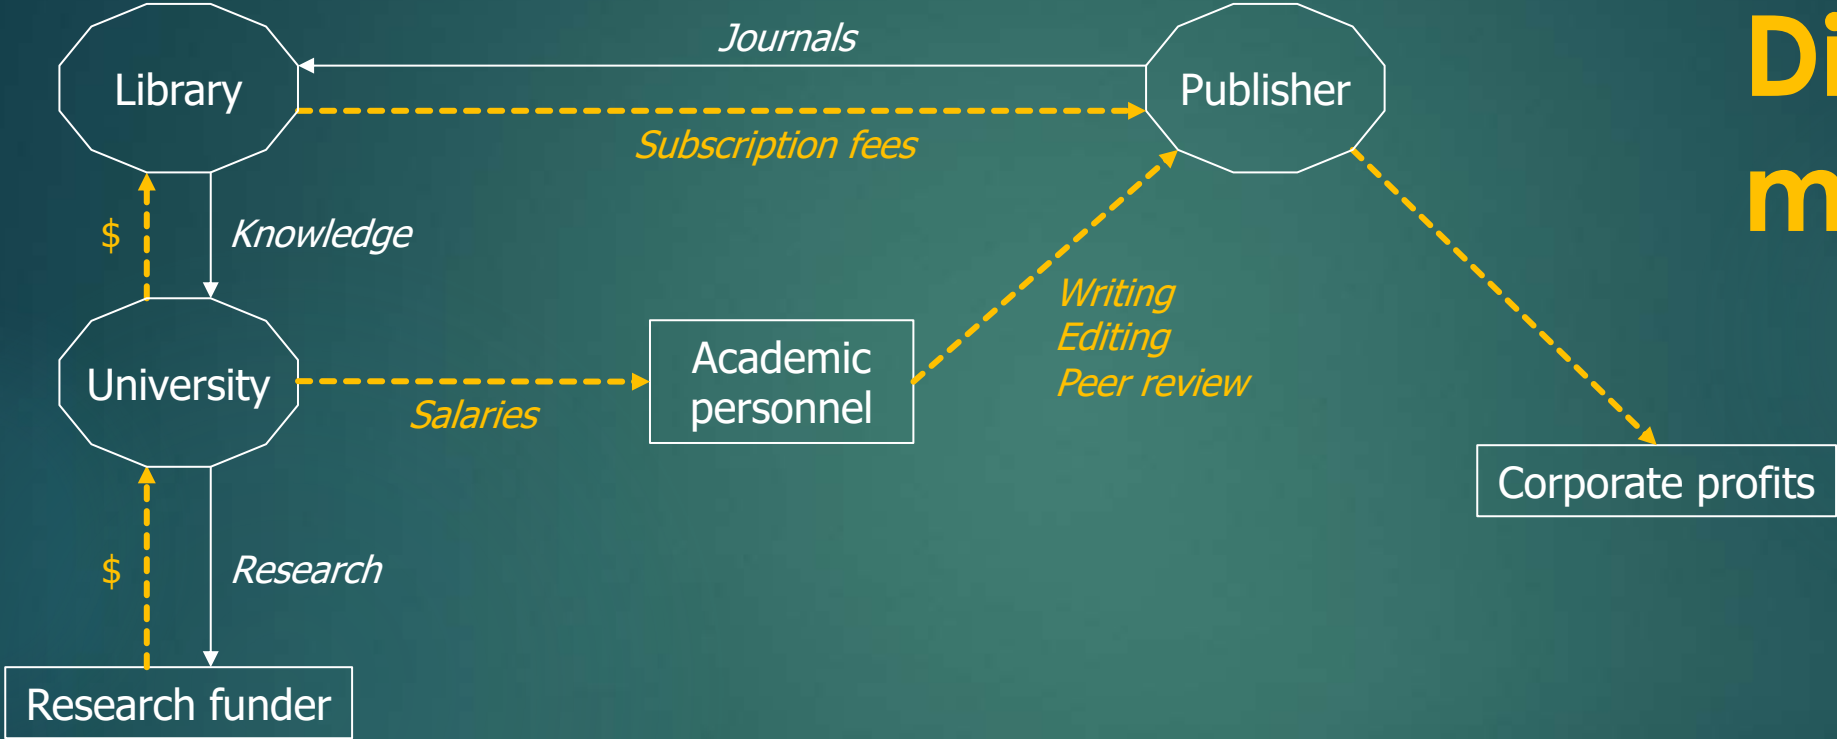 Journals
Library
Publisher
Subscription fees
$
Knowledge
Writing
Editing
Peer review
Academic
personnel
University
Salaries
Corporate profits
$
Research
Research funder